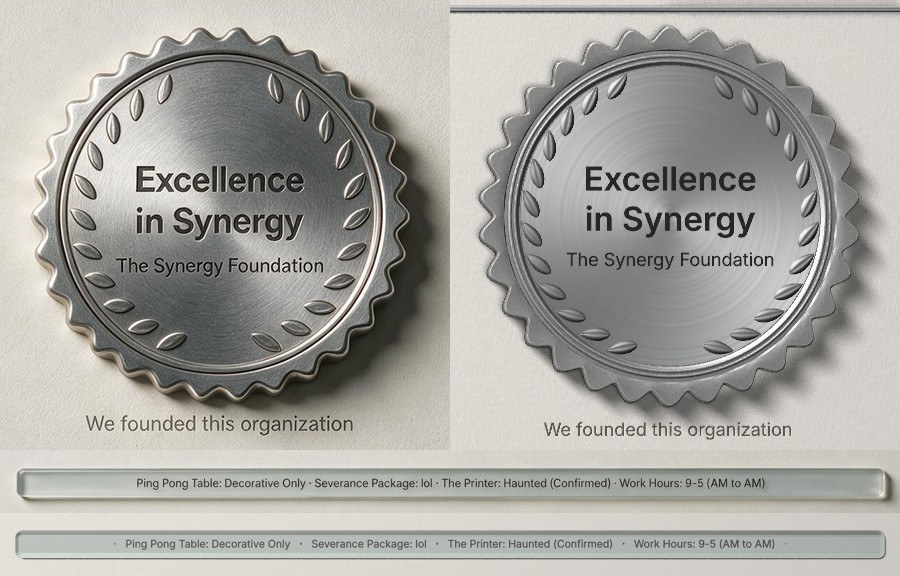 Excellence
in Synergy
The Synergy Foundation
We founded this organization
Excellence
in Synergy
The Synergy Foundation
We founded this organization
Ping Pong Table: Decorative Only · Severance Package: lol · The Printer: Haunted (Confirmed) · Work Hours: 9-5 (AM to AM)
· Ping Pong Table: Decorative Only · Severance Package: lol · The Printer: Haunted (Confirmed) · Work Hours: 9-5 (AM to AM) ·